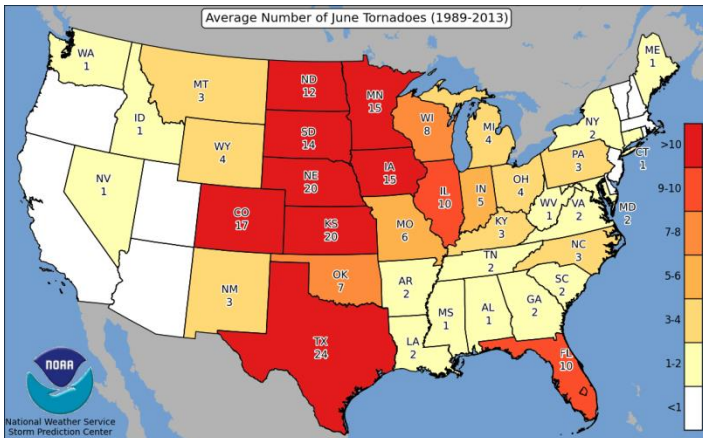 Average Number of June Tornadoes (1989-2013)
WA
1
MT
3
ND
12
MN
15
ME
1
ID
1
WY
4
SD
14
WI
8
MI
4
NY
2
NV
1
NE
20
IA
15
IL
10
IN
5
OH
4
PA
3
CT
1
CO
17
KS
20
MO
6
KY
3
WV
1
VA
2
MD
2
NM
3
OK
7
AR
2
TN
2
NC
3
SC
2
TX
24
LA
2
MS
1
AL
1
GA
2
FL
10
>10
9-10
7-8
5-6
3-4
1-2
<1
NOAA
National Weather Service
Storm Prediction Center